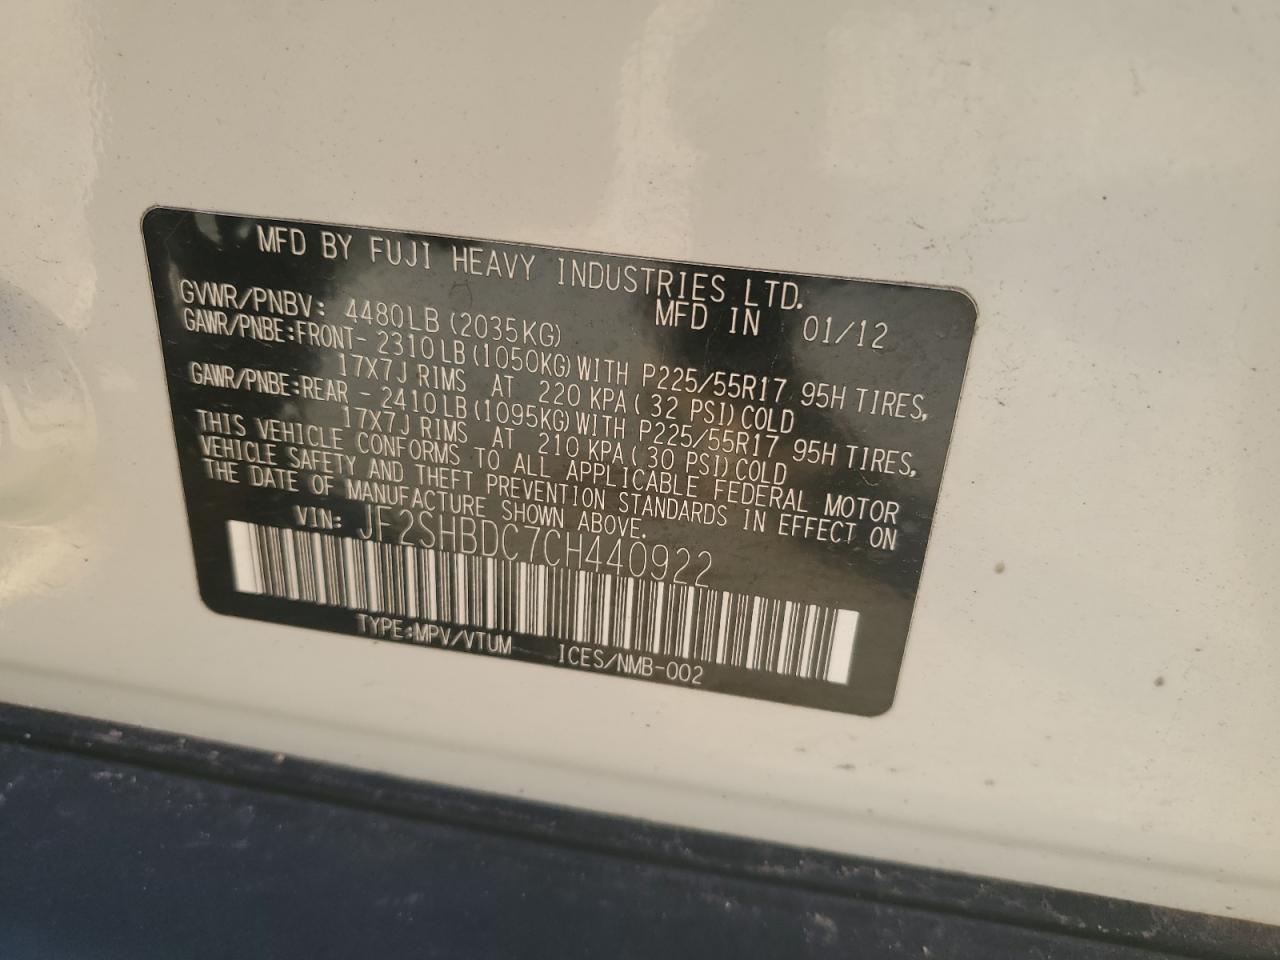 MFD BY FUJI HEAVY INDUSTRIES LTD.
MFD IN 01/12
GVWR/PNBV: 4480LB (2035KG)
GAWR/PNBE:FRONT- 2310LB (1050KG) WITH P225/55R17 95H TIRES,
17X7J RIMS AT 220 KPA ( 32 PSI) COLD
GAWR/PNBE:REAR - 2410LB (1095KG) WITH P225/55R17 95H TIRES,
17X7J RIMS AT 210 KPA ( 30 PSI) COLD
THIS VEHICLE CONFORMS TO ALL APPLICABLE FEDERAL MOTOR
VEHICLE SAFETY AND THEFT PREVENTION STANDARDS IN EFFECT ON
THE DATE OF MANUFACTURE SHOWN ABOVE.
VIN: JF2SHBDC7CH440922
TYPE:MPV/VTUM ICES/NMB-002